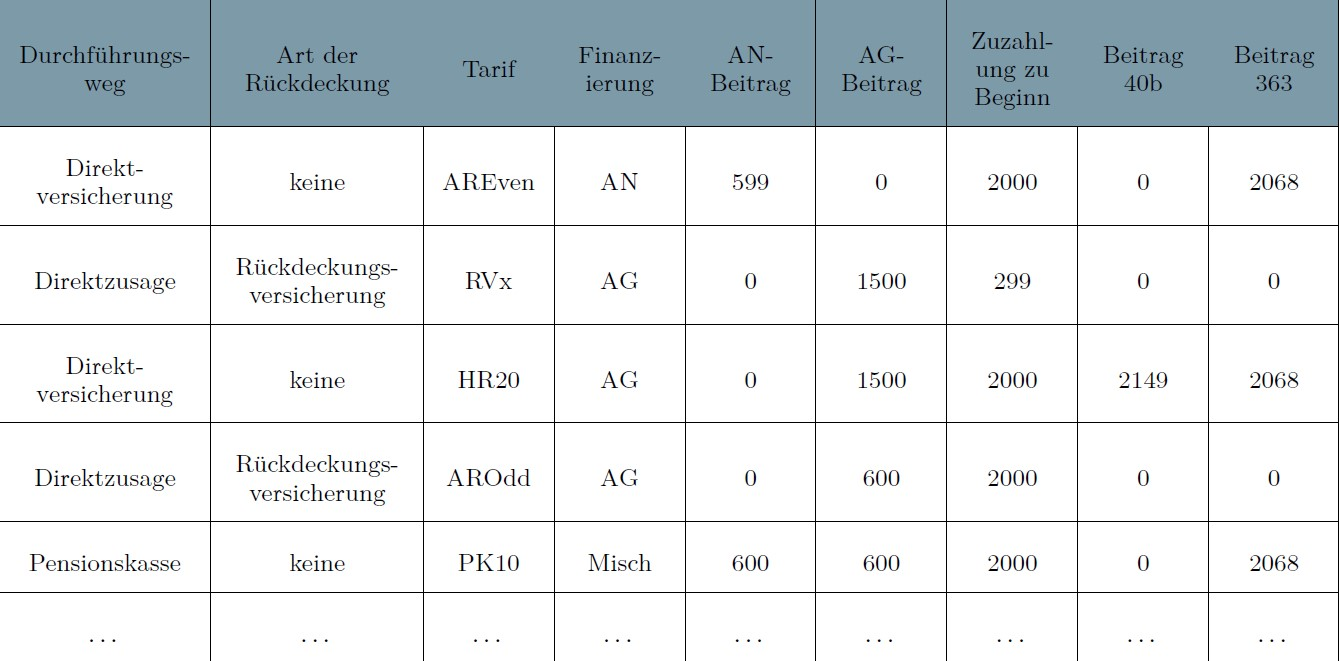 Durchführungs-
weg
Art der
Rückdeckung
Tarif
Finanz-
ierung
AN-
Beitrag
AG-
Beitrag
Zuzahl-
ung zu
Beginn
Beitrag
40b
Beitrag
363
Direkt-
versicherung
keine
AREven
AN
599
0
2000
0
2068
Direktzusage
Rückdeckungs-
versicherung
RVx
AG
0
1500
299
0
0
Direkt-
versicherung
keine
HR20
AG
0
1500
2000
2149
2068
Direktzusage
Rückdeckungs-
versicherung
AROdd
AG
0
600
2000
0
0
Pensionskasse
keine
PK10
Misch
600
600
2000
0
2068
... ... ... ... ... ... ... ... ...